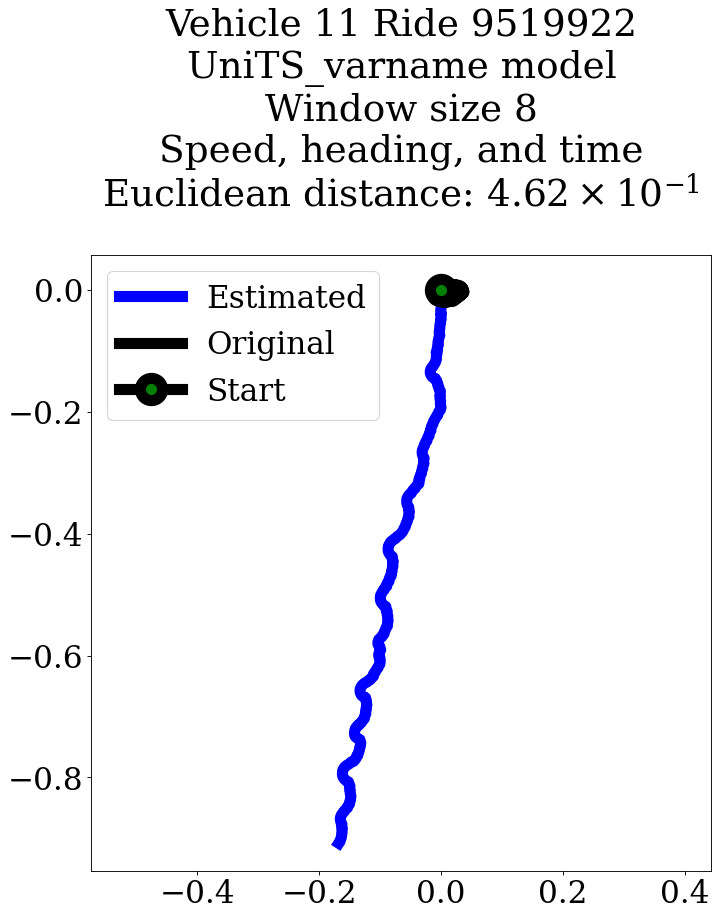 Vehicle 11 Ride 9519922
UniTS_varname model
Window size 8
Speed, heading, and time
Euclidean distance: 4.62 × 10⁻¹
Estimated
Original
Start
0.0
−0.2
−0.4
−0.6
−0.8
−0.4 −0.2 0.0 0.2 0.4